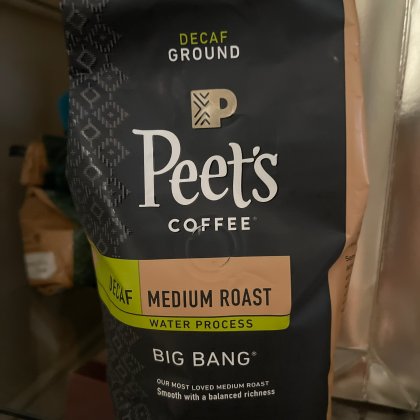 DECAF
GROUND
P
Peet's
COFFEE®
DECAF
MEDIUM ROAST
WATER PROCESS
BIG BANG®
OUR MOST LOVED MEDIUM ROAST
Smooth with a balanced richness